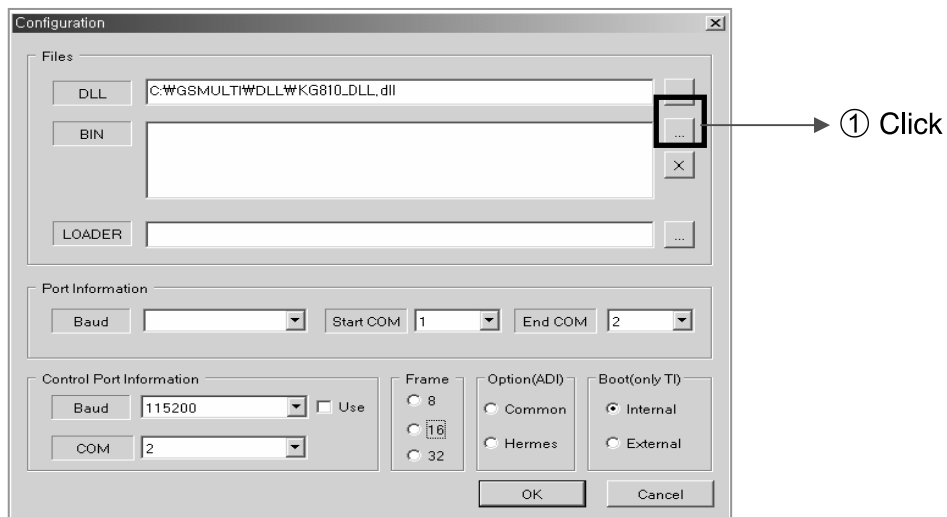 Configuration
Files
DLL
C:₩GSMULTI₩DLL₩KG810_DLL.dll
BIN
...
① Click
LOADER
...
Port Information
Baud
Start COM 1
End COM 2
Control Port Information
Baud 115200
Use
COM 2
Frame
8
16
32
Option(ADI)
Common
Hermes
Boot(only TI)
Internal
External
OK
Cancel